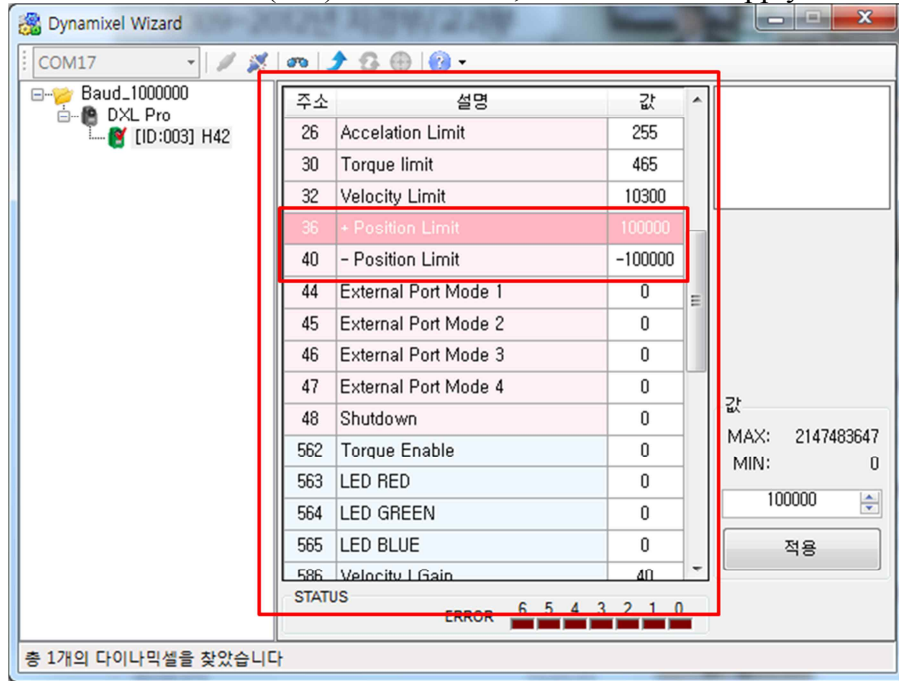 Dynamixel Wizard
COM17
Baud_1000000
DXL Pro
[ID:003] H42
주소 설명 값
26 Accelation Limit 255
30 Torque limit 465
32 Velocity Limit 10300
36 + Position Limit 100000
40 - Position Limit -100000
44 External Port Mode 1 0
45 External Port Mode 2 0
46 External Port Mode 3 0
47 External Port Mode 4 0
48 Shutdown 0
562 Torque Enable 0
563 LED RED 0
564 LED GREEN 0
565 LED BLUE 0
586 Velocity I Gain 40
값
MAX: 2147483647
MIN: 0
100000
적용
STATUS
ERROR 6 5 4 3 2 1 0
총 1개의 다이나믹셀을 찾았습니다